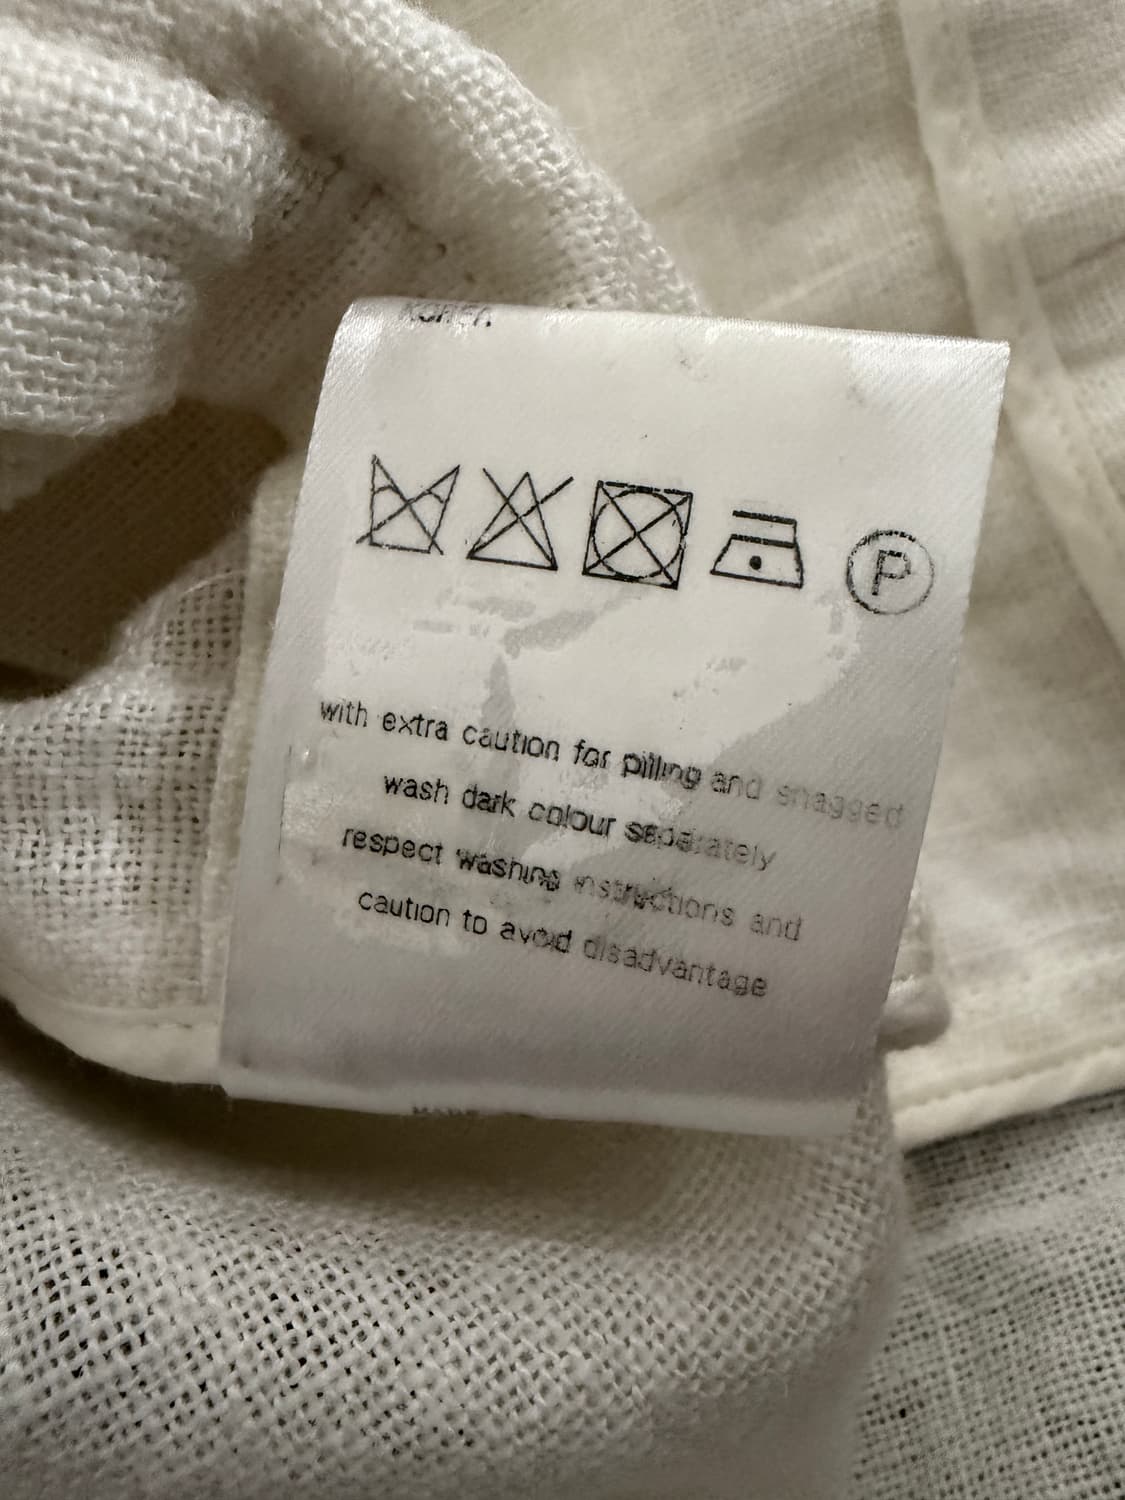 P
with extra caution for pilling and snagged
wash dark colour separately
respect washing instructions and
caution to avoid disadvantage
MADE